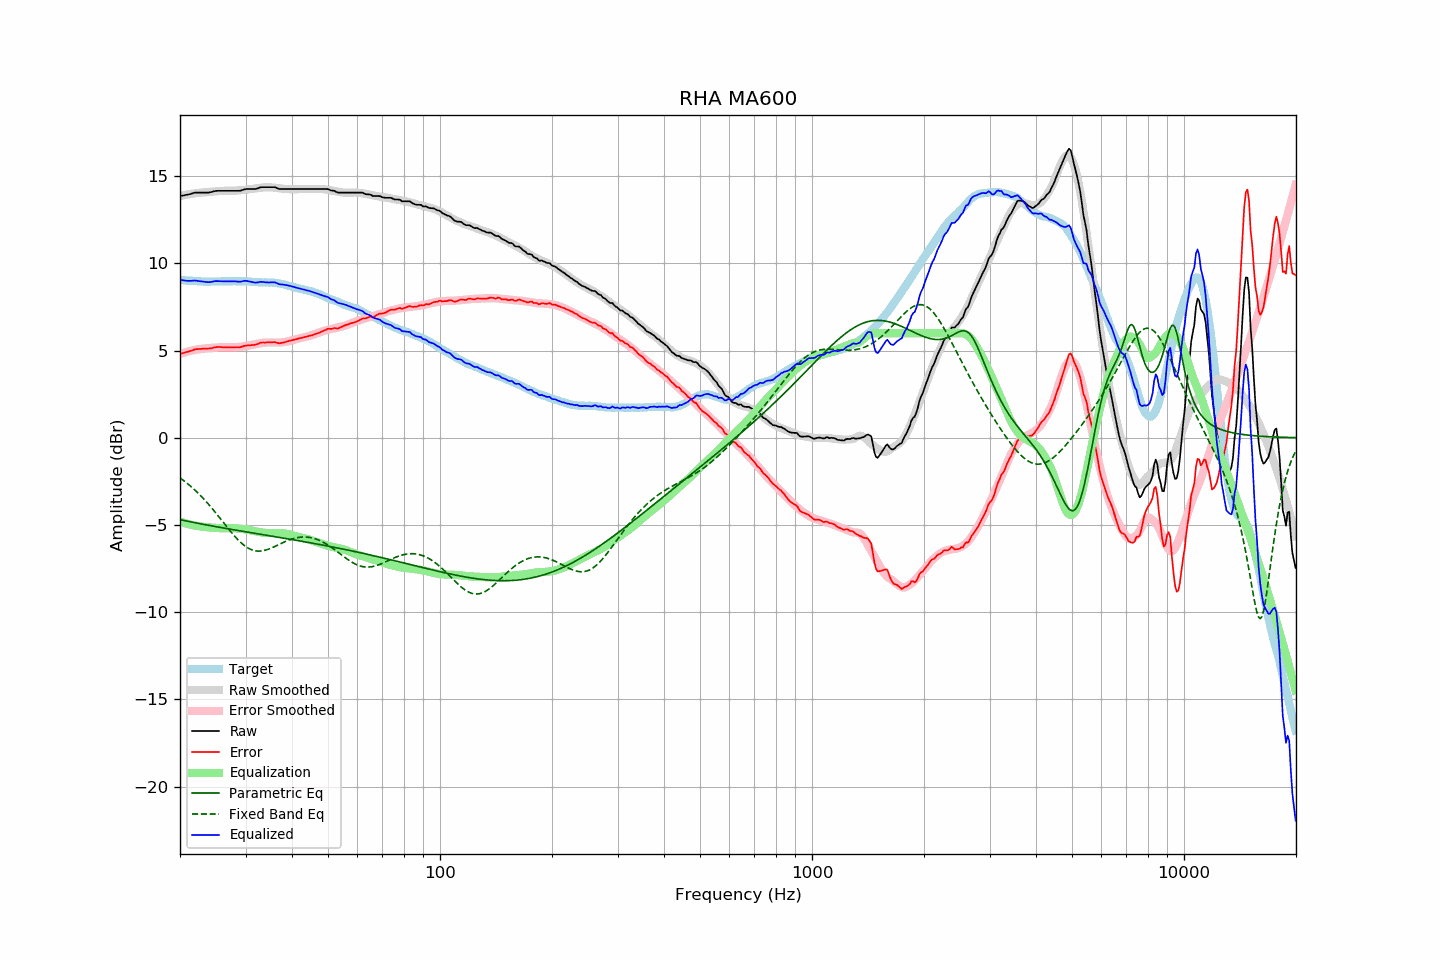 RHA MA600
Amplitude (dBr)
15
10
5
0
−5
−10
−15
−20
Target
Raw Smoothed
Error Smoothed
Raw
Error
Equalization
Parametric Eq
Fixed Band Eq
Equalized
100
1000
10000
Frequency (Hz)